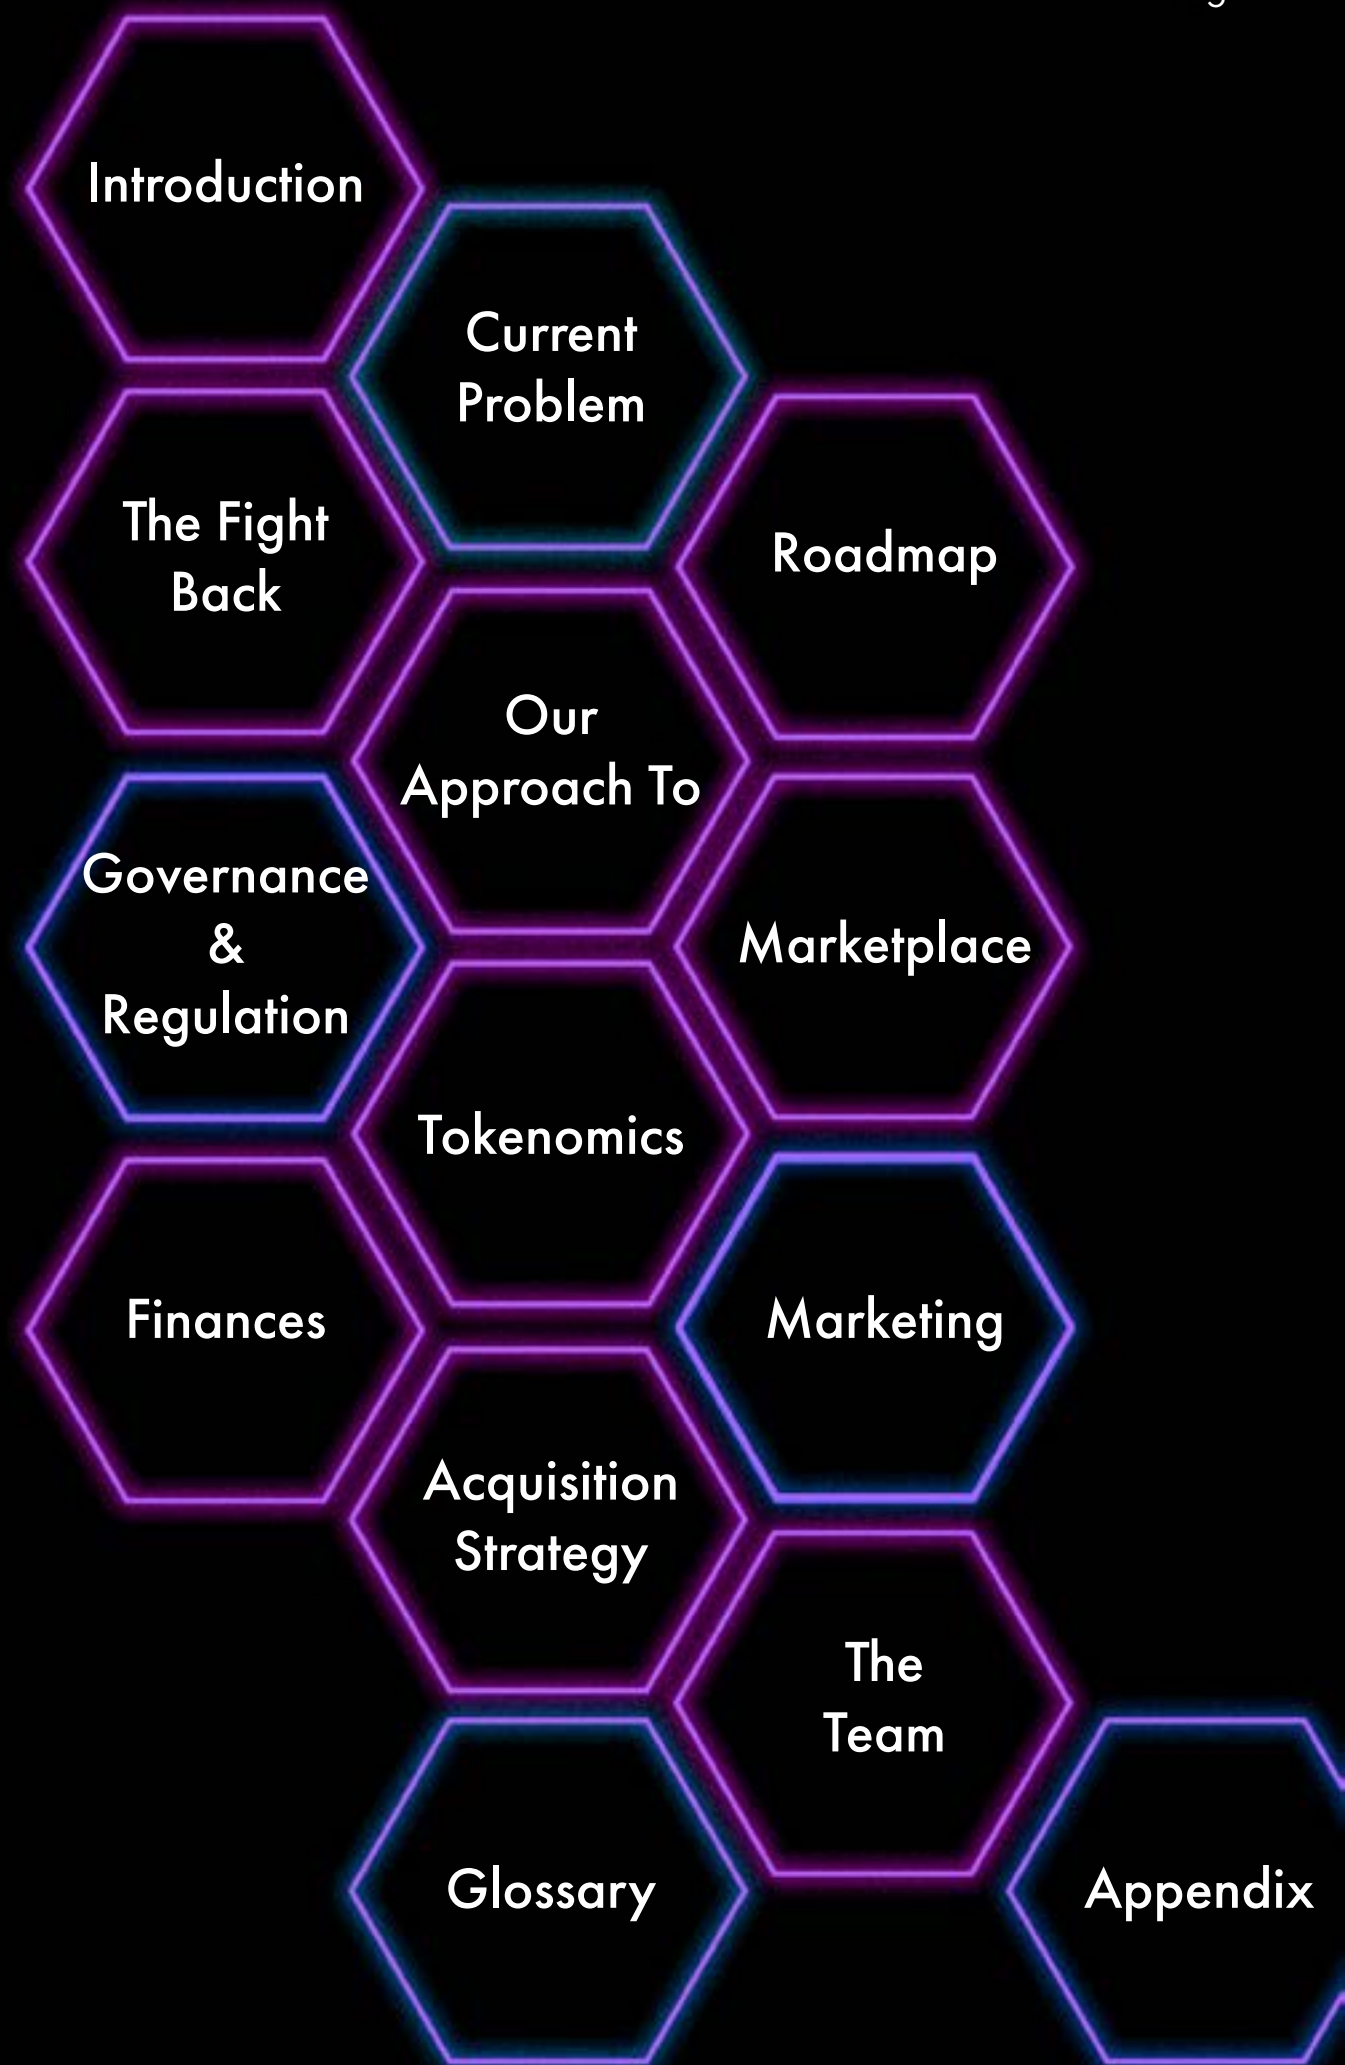 Introduction
Current
Problem
The Fight
Back
Roadmap
Our
Approach To
Governance
&
Regulation
Marketplace
Tokenomics
Finances
Marketing
Acquisition
Strategy
The
Team
Glossary
Appendix